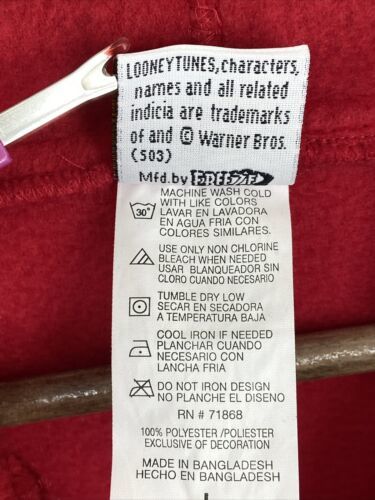 LOONEYTUNES, characters,
names and all related
indicia are trademarks
of and © Warner Bros.
(503)
Mfd. by FREEZE
30°
MACHINE WASH COLD
WITH LIKE COLORS
LAVAR EN LAVADORA
EN AGUA FRIA CON
COLORES SIMILARES.
USE ONLY NON CHLORINE
BLEACH WHEN NEEDED
USAR BLANQUEADOR SIN
CLORO CUANDO NECESARIO
TUMBLE DRY LOW
SECAR EN SECADORA
A TEMPERATURA BAJA
COOL IRON IF NEEDED
PLANCHAR CUANDO
NECESARIO CON
LANCHA FRIA
DO NOT IRON DESIGN
NO PLANCHA EL DISENO
RN # 71868
100% POLYESTER /POLIESTER
EXCLUSIVE OF DECORATION
MADE IN BANGLADESH
HECHO EN BANGLADESH